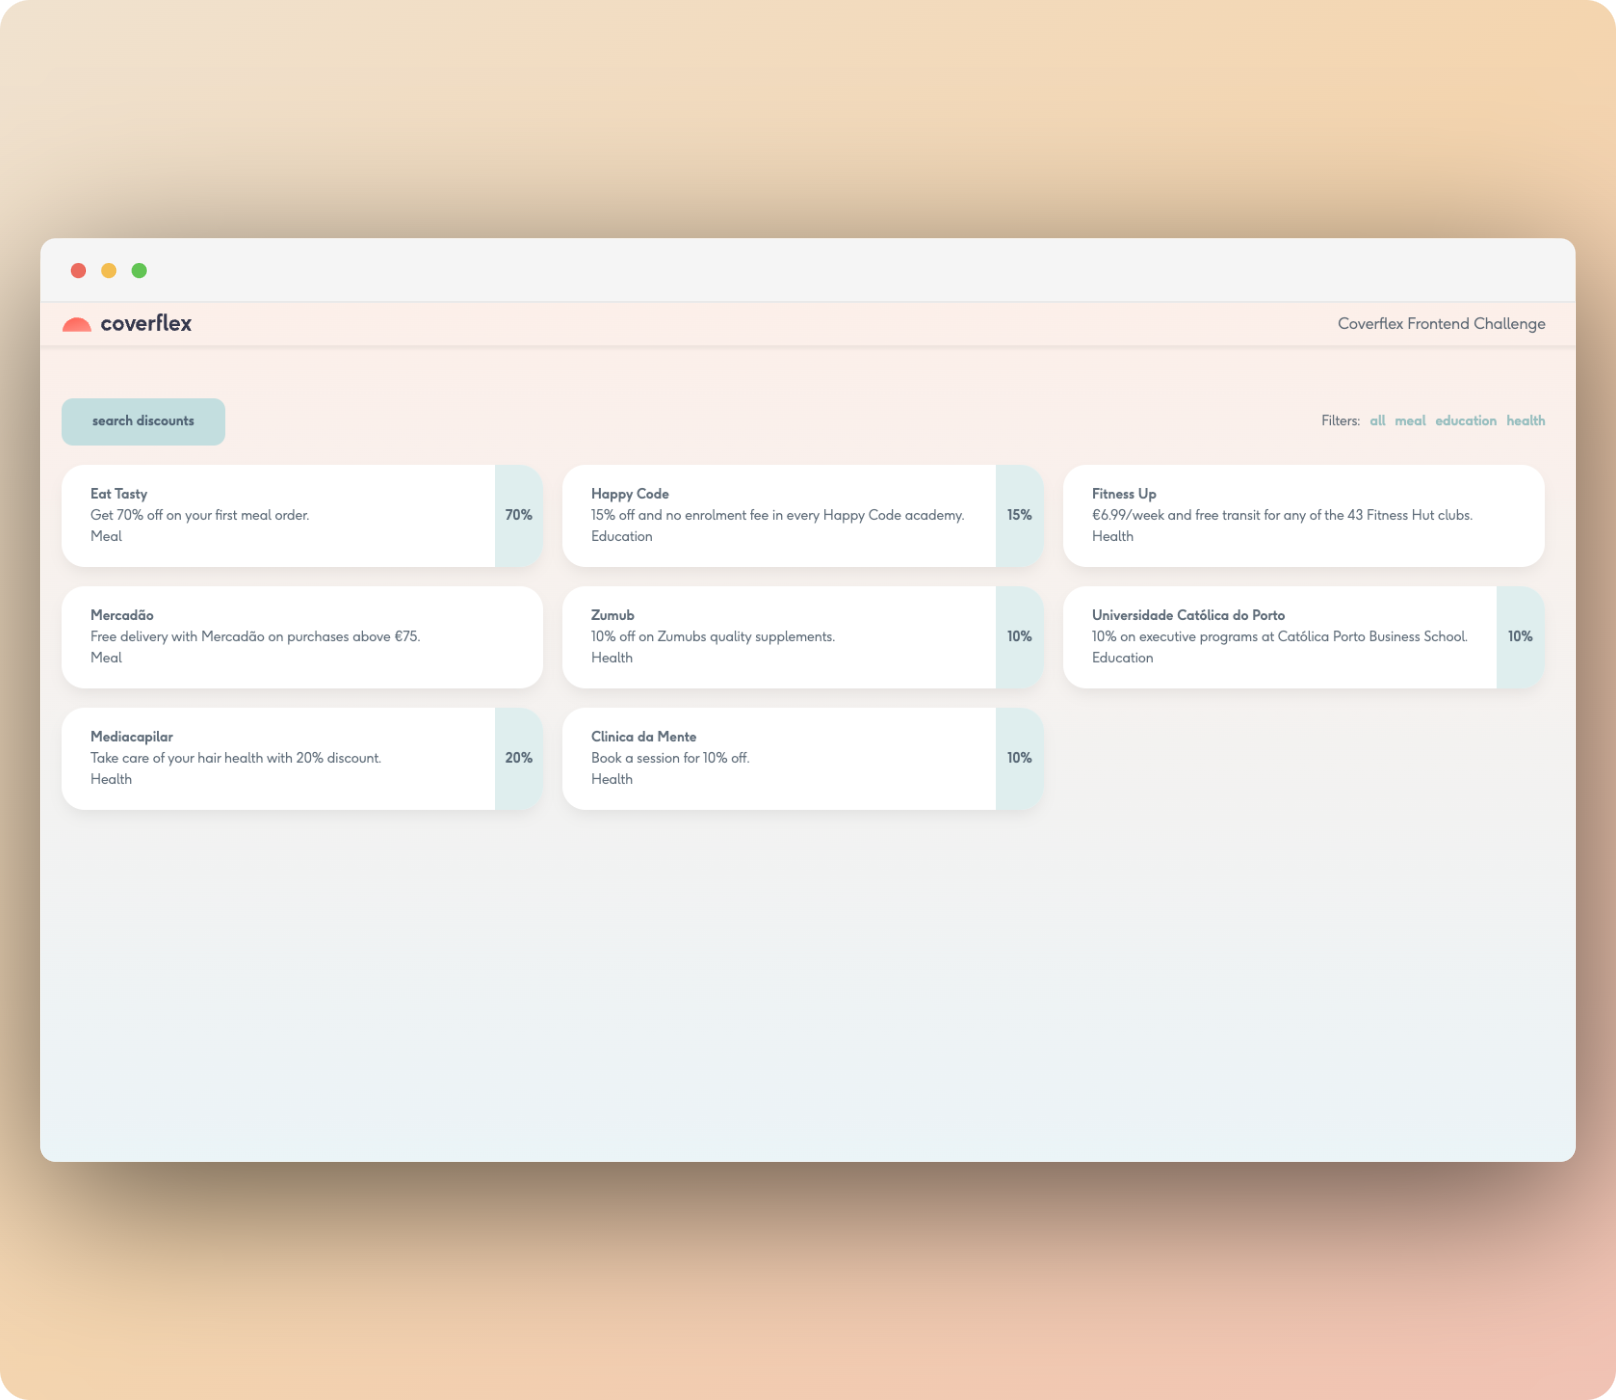 coverflex
Coverflex Frontend Challenge
search discounts
Filters: all meal education health
Eat Tasty
Get 70% off on your first meal order.
Meal
70%
Happy Code
15% off and no enrolment fee in every Happy Code academy.
Education
15%
Fitness Up
€6.99/week and free transit for any of the 43 Fitness Hut clubs.
Health
Mercadão
Free delivery with Mercadão on purchases above €75.
Meal
Zumub
10% off on Zumubs quality supplements.
Health
10%
Universidade Católica do Porto
10% on executive programs at Católica Porto Business School.
Education
10%
Mediacapilar
Take care of your hair health with 20% discount.
Health
20%
Clinica da Mente
Book a session for 10% off.
Health
10%